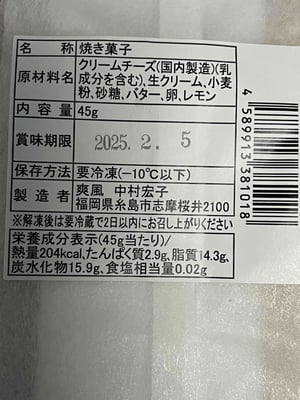 名　称 焼き菓子
原材料名 クリームチーズ(国内製造)(乳
成分を含む)、生クリーム、小麦
粉、砂糖、バター、卵、レモン
内 容 量 45g
賞味期限 2025. 2. 5
保存方法 要冷凍(−10℃以下)
製 造 者 爽風 中村宏子
福岡県糸島市志摩桜井2100
※解凍後は要冷蔵で2日以内にお召し上がりください
栄養成分表示(45g当たり)/
熱量204kcal、たんぱく質2.9g、脂質14.3g、
炭水化物15.9g、食塩相当量0.02g
4 589913 381018